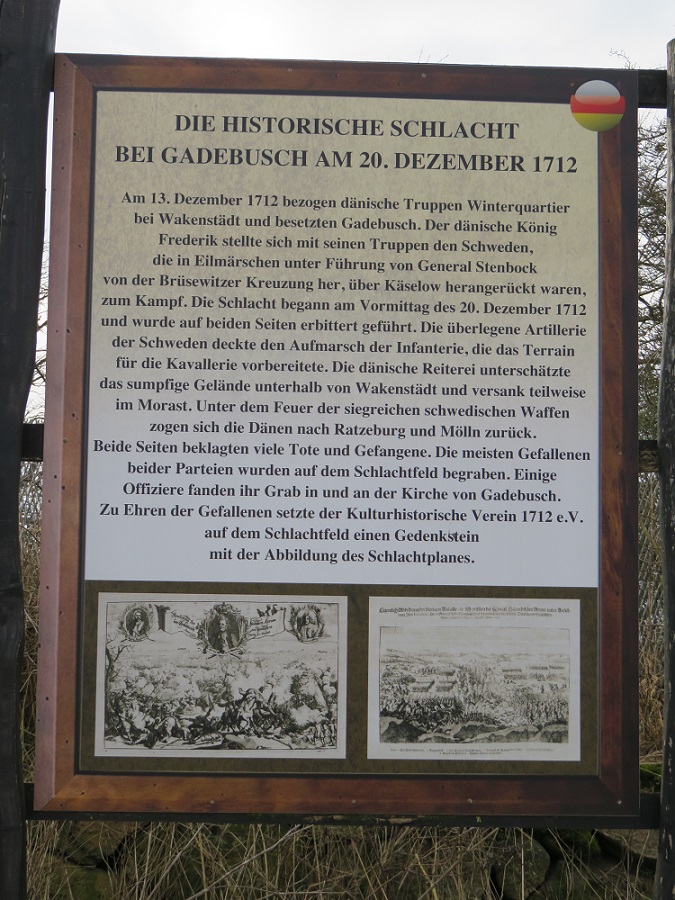 DIE HISTORISCHE SCHLACHT
BEI GADEBUSCH AM 20. DEZEMBER 1712
Am 13. Dezember 1712 bezogen dänische Truppen Winterquartier
bei Wakenstädt und besetzten Gadebusch. Der dänische König
Frederik stellte sich mit seinen Truppen den Schweden,
die in Eilmärschen unter Führung von General Stenbock
von der Brüsewitzer Kreuzung her, über Käselow herangerückt waren,
zum Kampf. Die Schlacht begann am Vormittag des 20. Dezember 1712
und wurde auf beiden Seiten erbittert geführt. Die überlegene Artillerie
der Schweden deckte den Aufmarsch der Infanterie, die das Terrain
für die Kavallerie vorbereitete. Die dänische Reiterei unterschätzte
das sumpfige Gelände unterhalb von Wakenstädt und versank teilweise
im Morast. Unter dem Feuer der siegreichen schwedischen Waffen
zogen sich die Dänen nach Ratzeburg und Mölln zurück.
Beide Seiten beklagten viele Tote und Gefangene. Die meisten Gefallenen
beider Parteien wurden auf dem Schlachtfeld begraben. Einige
Offiziere fanden ihr Grab in und an der Kirche von Gadebusch.
Zu Ehren der Gefallenen setzte der Kulturhistorische Verein 1712 e.V.
auf dem Schlachtfeld einen Gedenkstein
mit der Abbildung des Schlachtplanes.